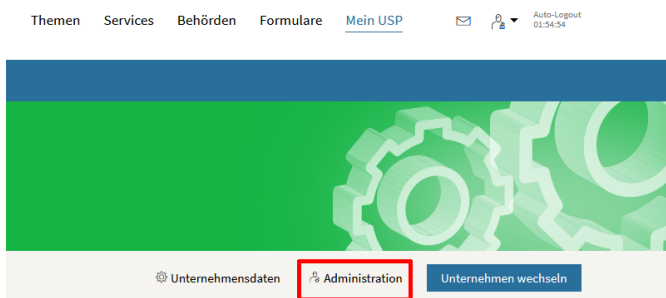 Themen Services Behörden Formulare Mein USP Auto-Logout
01:54:54
Unternehmensdaten Administration Unternehmen wechseln